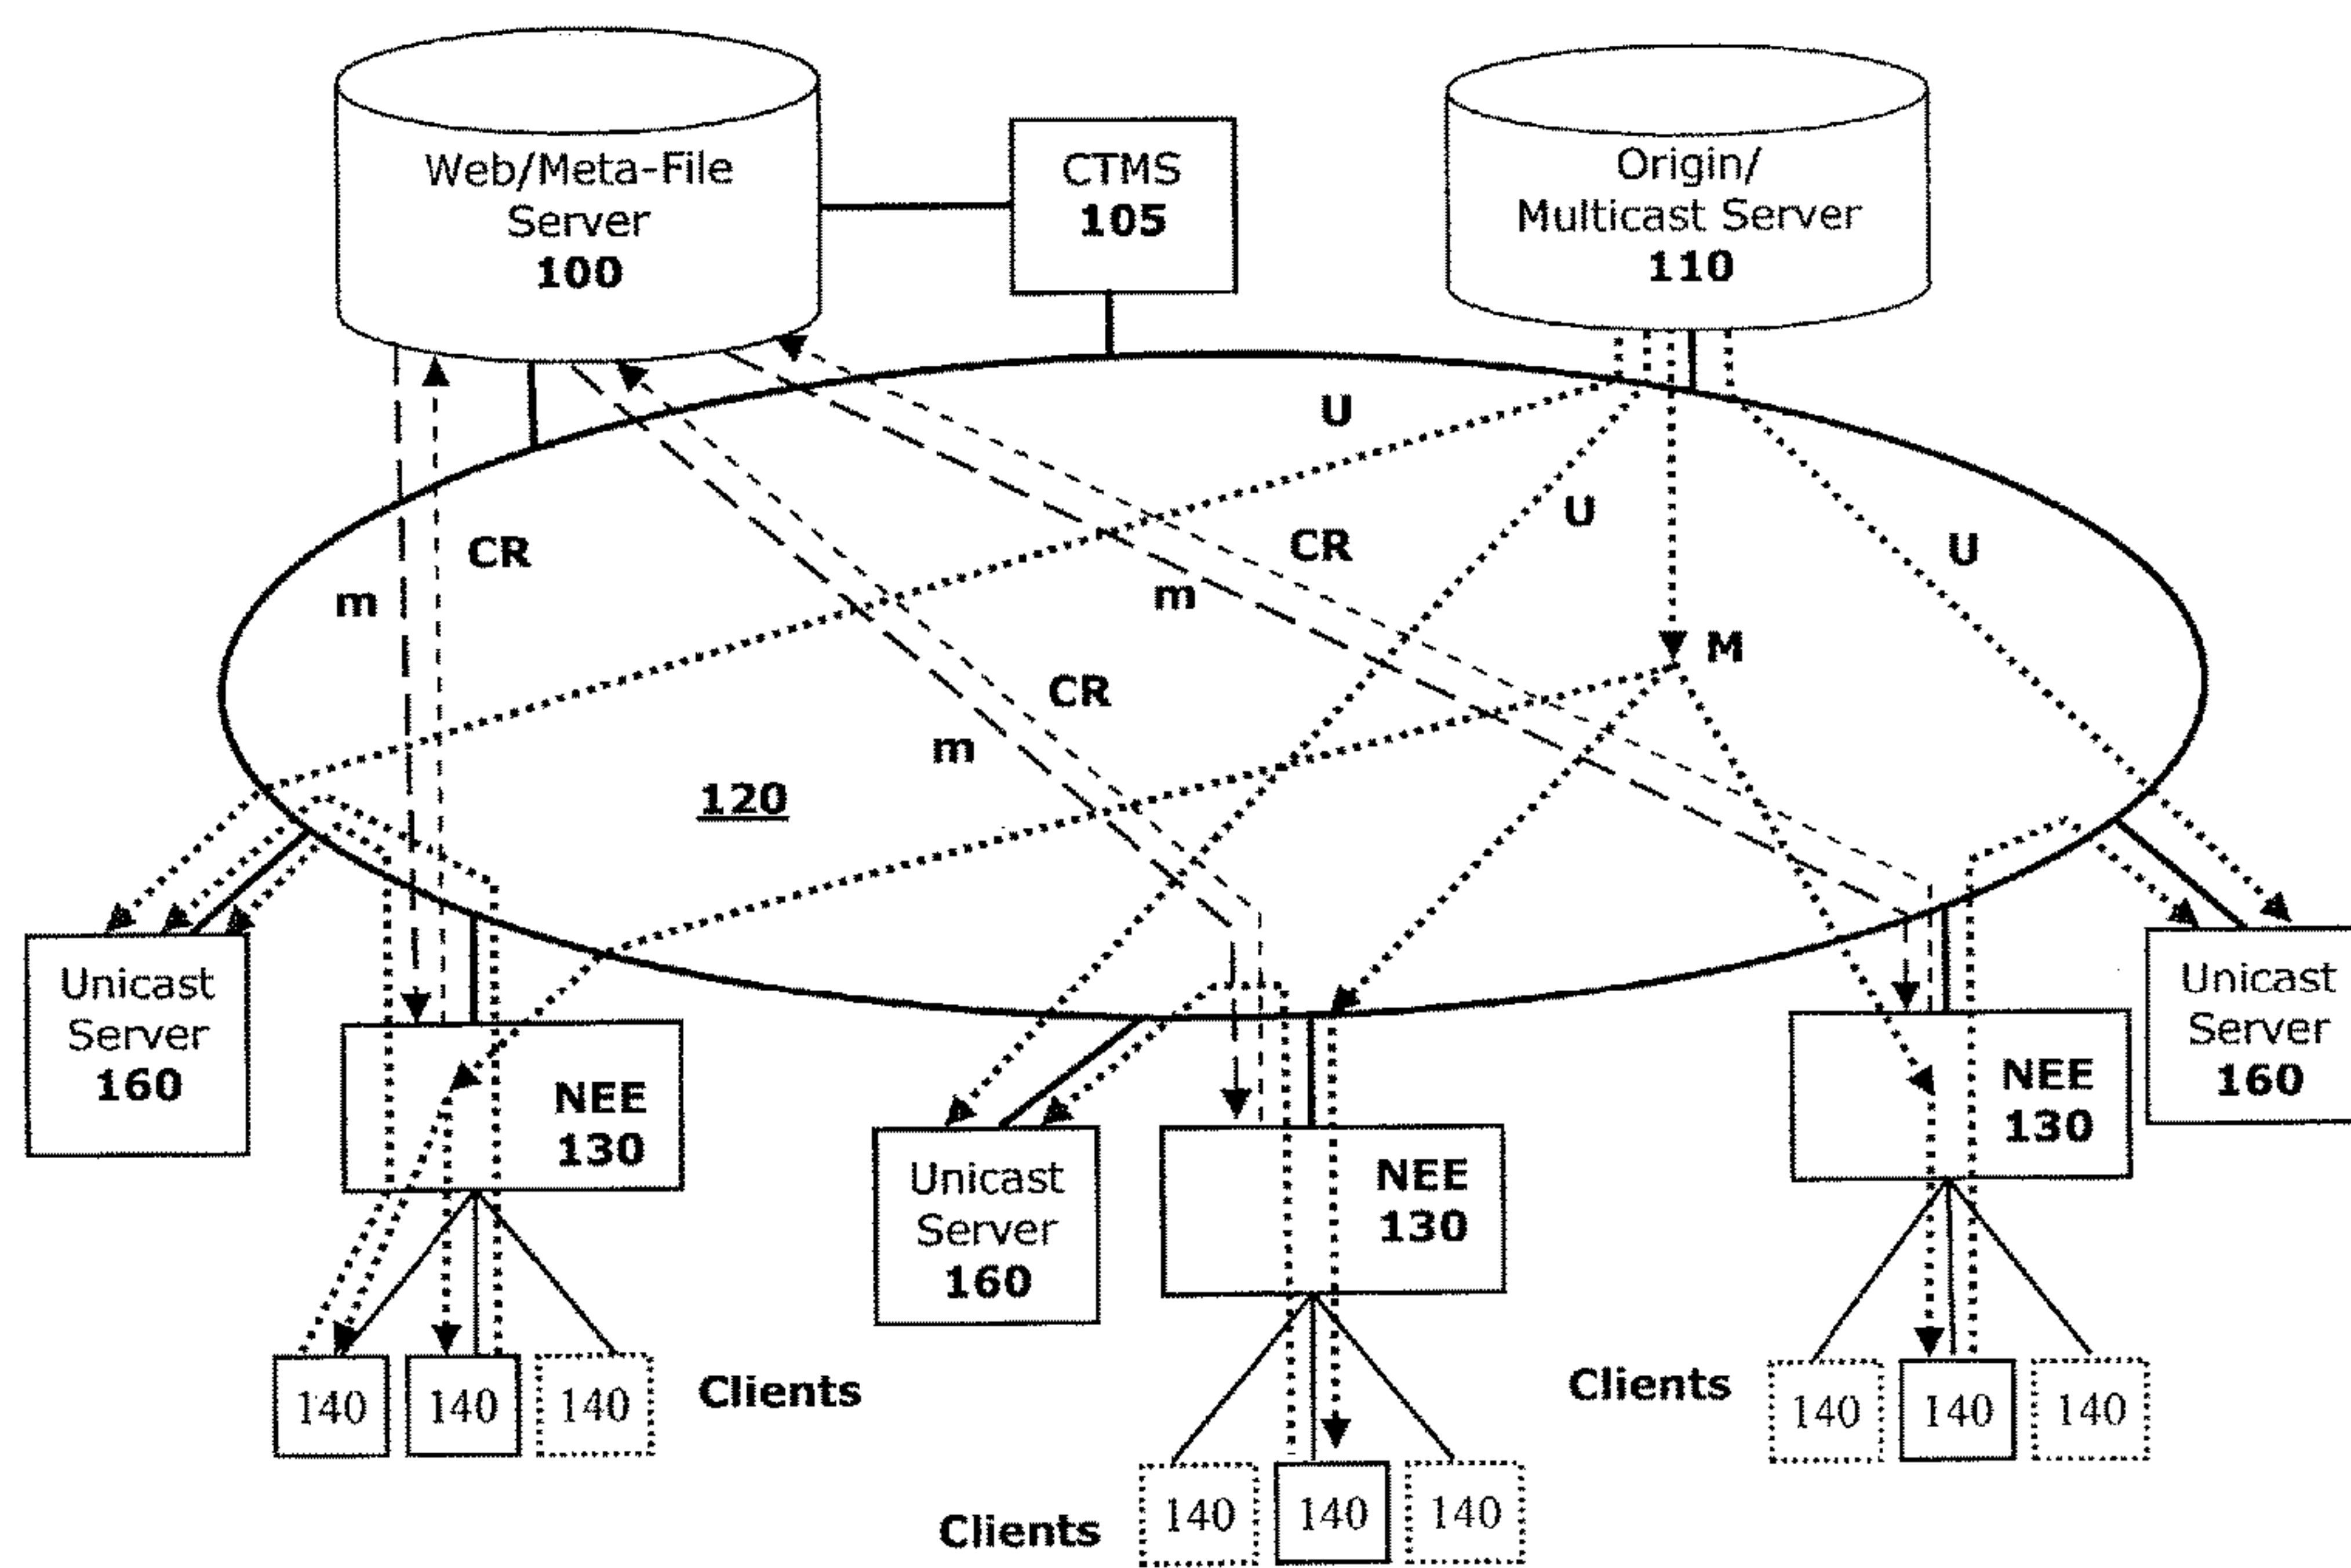 Web/Meta-File
Server
100
CTMS
105
Origin/
Multicast Server
110
U
U
U
CR
CR
m
m
M
CR
m
120
Unicast
Server
160
NEE
130
Unicast
Server
160
NEE
130
NEE
130
Unicast
Server
160
140
140
140
Clients
Clients
140
140
140
Clients
140
140
140